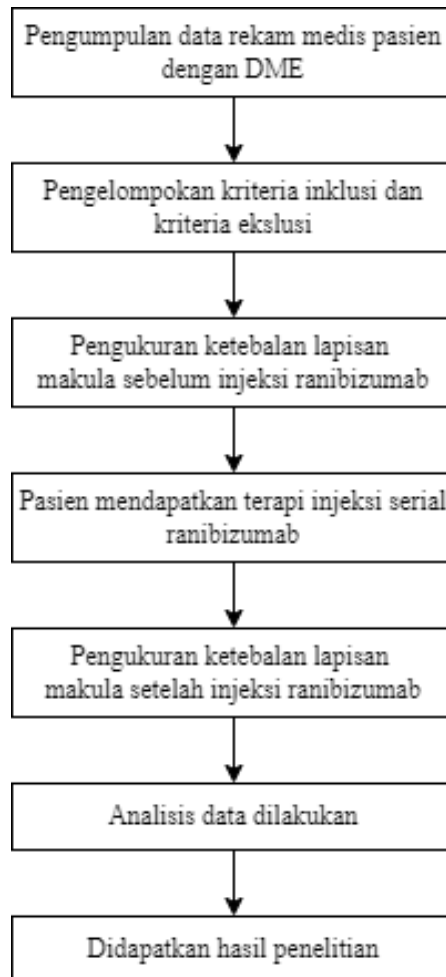 Pengumpulan data rekam medis pasien
dengan DME
Pengelompokan kriteria inklusi dan
kriteria ekslusi
Pengukuran ketebalan lapisan
makula sebelum injeksi ranibizumab
Pasien mendapatkan terapi injeksi serial
ranibizumab
Pengukuran ketebalan lapisan
makula setelah injeksi ranibizumab
Analisis data dilakukan
Didapatkan hasil penelitian